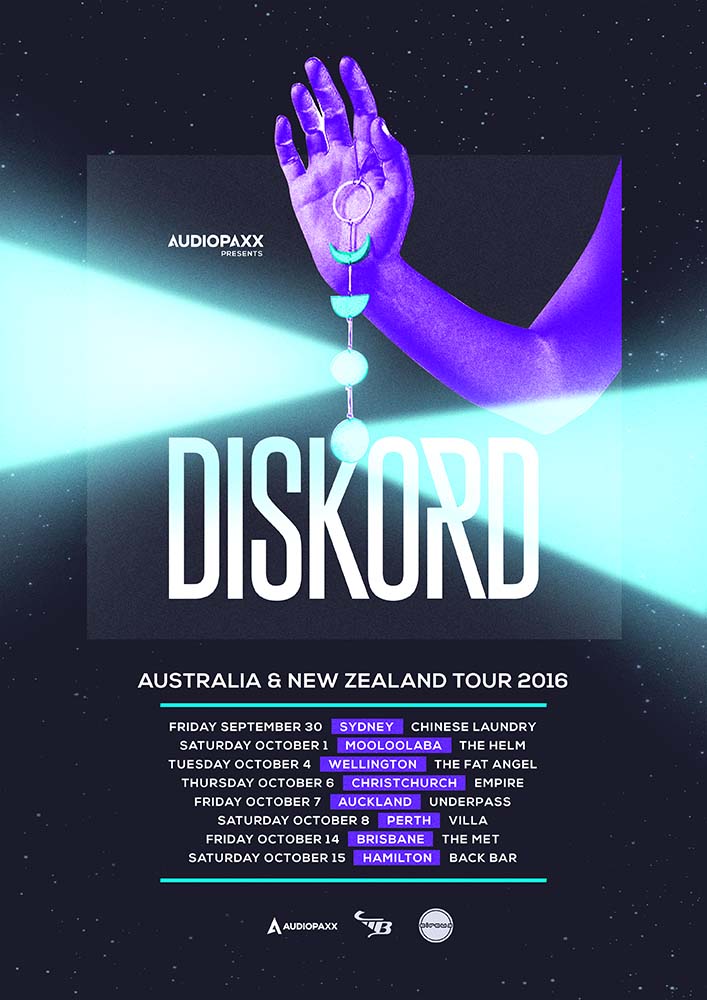 AUDIOPAXX
PRESENTS
DISKORD
AUSTRALIA & NEW ZEALAND TOUR 2016
FRIDAY SEPTEMBER 30 SYDNEY CHINESE LAUNDRY
SATURDAY OCTOBER 1 MOOLOOLABA THE HELM
TUESDAY OCTOBER 4 WELLINGTON THE FAT ANGEL
THURSDAY OCTOBER 6 CHRISTCHURCH EMPIRE
FRIDAY OCTOBER 7 AUCKLAND UNDERPASS
SATURDAY OCTOBER 8 PERTH VILLA
FRIDAY OCTOBER 14 BRISBANE THE MET
SATURDAY OCTOBER 15 HAMILTON BACK BAR
AUDIOPAXX